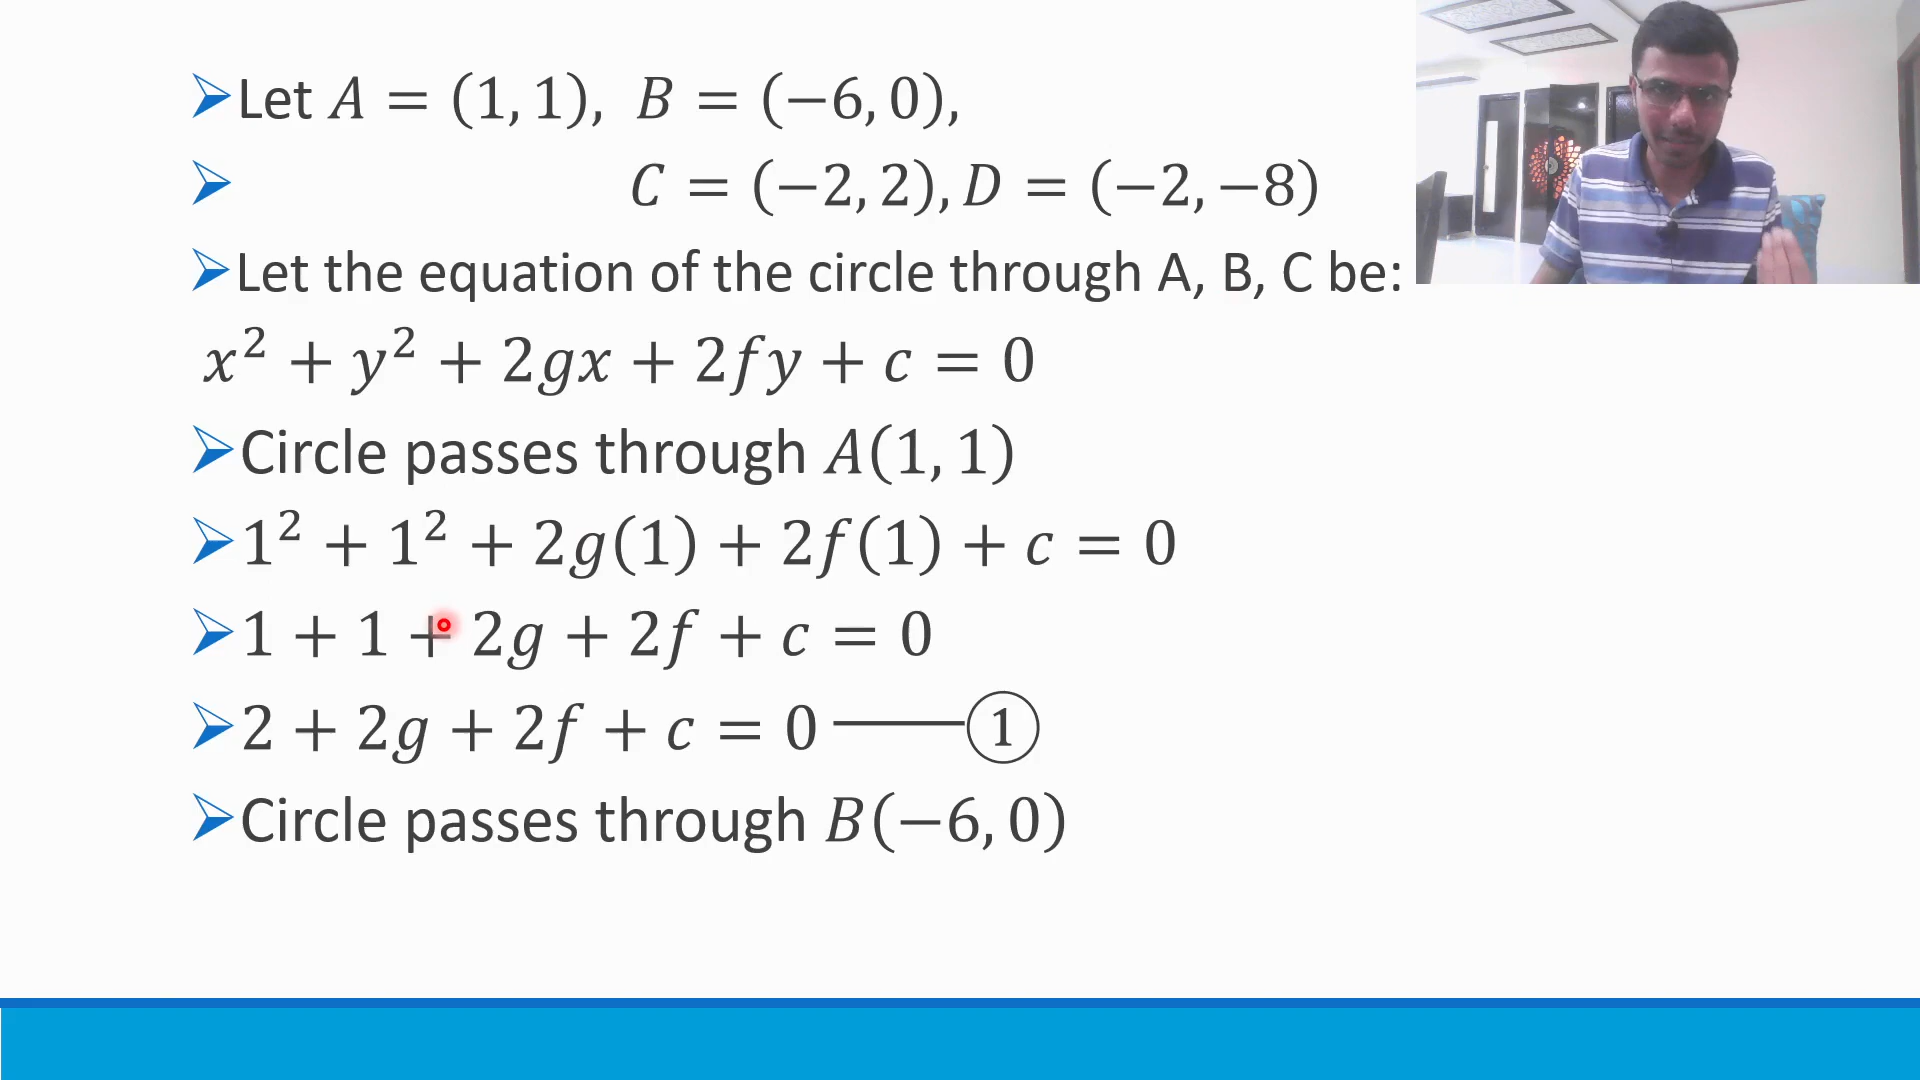 Let A = (1, 1), B = (−6, 0),
C = (−2, 2), D = (−2, −8)
Let the equation of the circle through A, B, C be:
x² + y² + 2gx + 2fy + c = 0
Circle passes through A(1, 1)
1² + 1² + 2g(1) + 2f(1) + c = 0
1 + 1 + 2g + 2f + c = 0
2 + 2g + 2f + c = 0 —— ①
Circle passes through B(−6, 0)